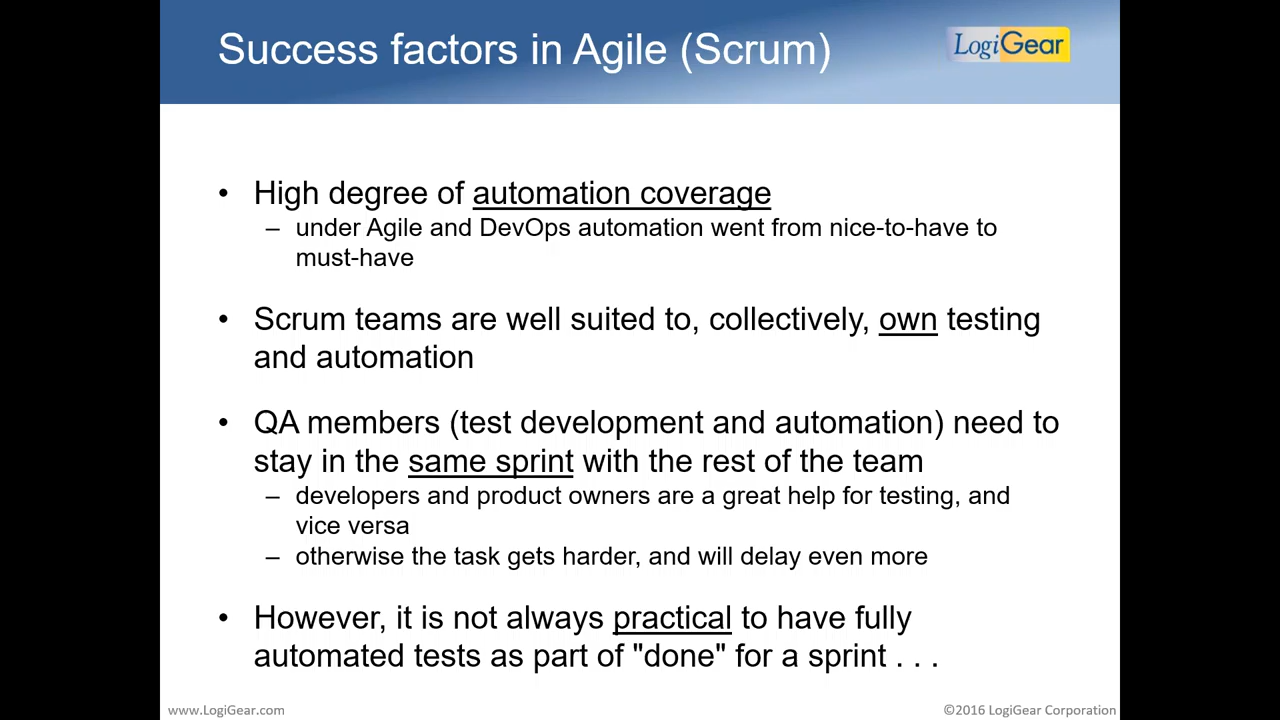 Success factors in Agile (Scrum)
LogiGear
• High degree of automation coverage
– under Agile and DevOps automation went from nice-to-have to
must-have
• Scrum teams are well suited to, collectively, own testing
and automation
• QA members (test development and automation) need to
stay in the same sprint with the rest of the team
– developers and product owners are a great help for testing, and
vice versa
– otherwise the task gets harder, and will delay even more
• However, it is not always practical to have fully
automated tests as part of "done" for a sprint . . .
www.LogiGear.com
©2016 LogiGear Corporation